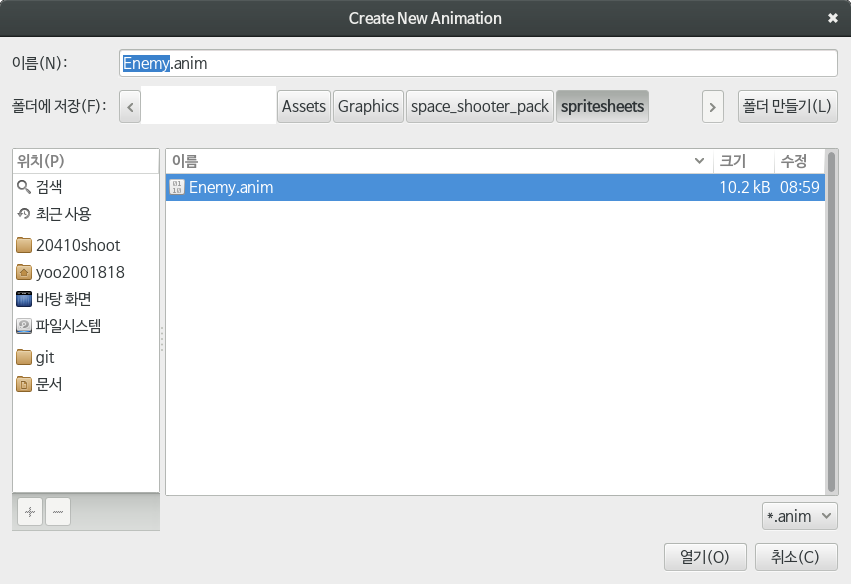 Create New Animation
이름(N): Enemy.anim
폴더에 저장(F): Assets Graphics space_shooter_pack spritesheets 폴더 만들기(L)
위치(P) 이름 크기 수정
검색 Enemy.anim 10.2 kB 08:59
최근 사용
20410shoot
yoo2001818
바탕 화면
파일시스템
git
문서
*.anim
열기(O) 취소(C)